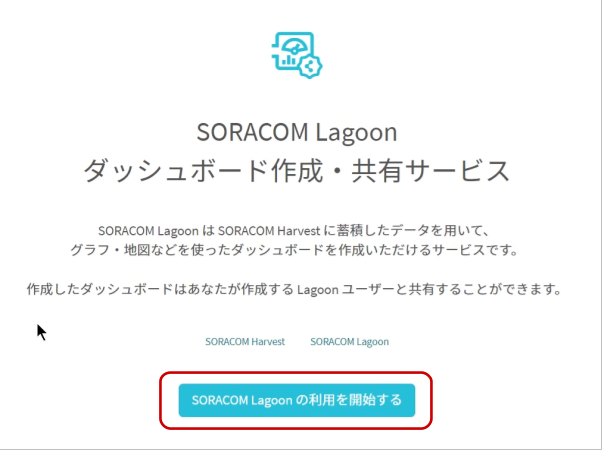 SORACOM Lagoon
ダッシュボード作成・共有サービス
SORACOM Lagoon は SORACOM Harvest に蓄積したデータを用いて、
グラフ・地図などを使ったダッシュボードを作成いただけるサービスです。
作成したダッシュボードはあなたが作成する Lagoon ユーザーと共有することができます。
SORACOM Harvest SORACOM Lagoon
SORACOM Lagoon の利用を開始する